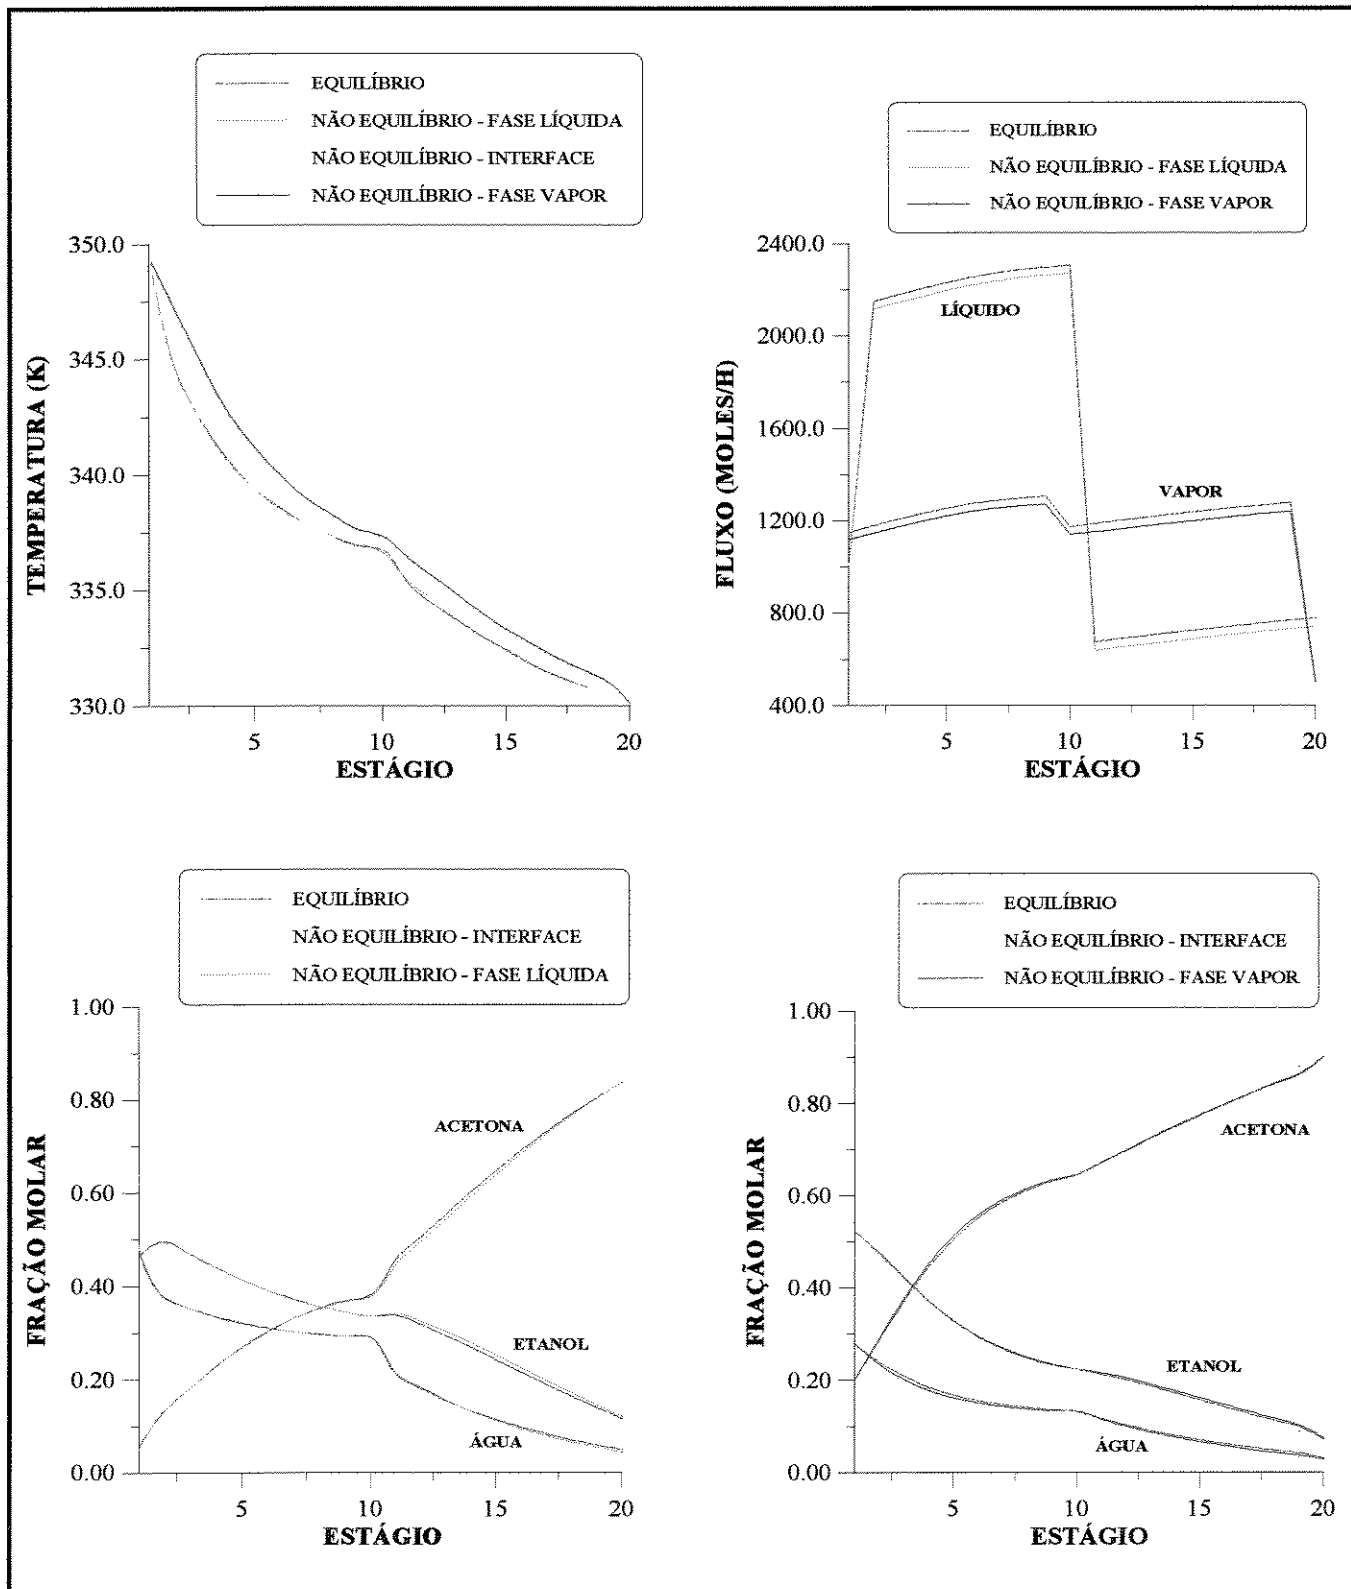 EQUILÍBRIO
NÃO EQUILÍBRIO - FASE LÍQUIDA
NÃO EQUILÍBRIO - INTERFACE
NÃO EQUILÍBRIO - FASE VAPOR
350.0
345.0
340.0
335.0
330.0
TEMPERATURA (K)
5
10
15
20
ESTÁGIO
EQUILÍBRIO
NÃO EQUILÍBRIO - FASE LÍQUIDA
NÃO EQUILÍBRIO - FASE VAPOR
2400.0
2000.0
1600.0
1200.0
800.0
400.0
FLUXO (MOLES/H)
LÍQUIDO
VAPOR
5
10
15
20
ESTÁGIO
EQUILÍBRIO
NÃO EQUILÍBRIO - INTERFACE
NÃO EQUILÍBRIO - FASE LÍQUIDA
1.00
0.80
0.60
0.40
0.20
0.00
FRAÇÃO MOLAR
ACETONA
ETANOL
ÁGUA
5
10
15
20
ESTÁGIO
EQUILÍBRIO
NÃO EQUILÍBRIO - INTERFACE
NÃO EQUILÍBRIO - FASE VAPOR
1.00
0.80
0.60
0.40
0.20
0.00
FRAÇÃO MOLAR
ACETONA
ETANOL
ÁGUA
5
10
15
20
ESTÁGIO